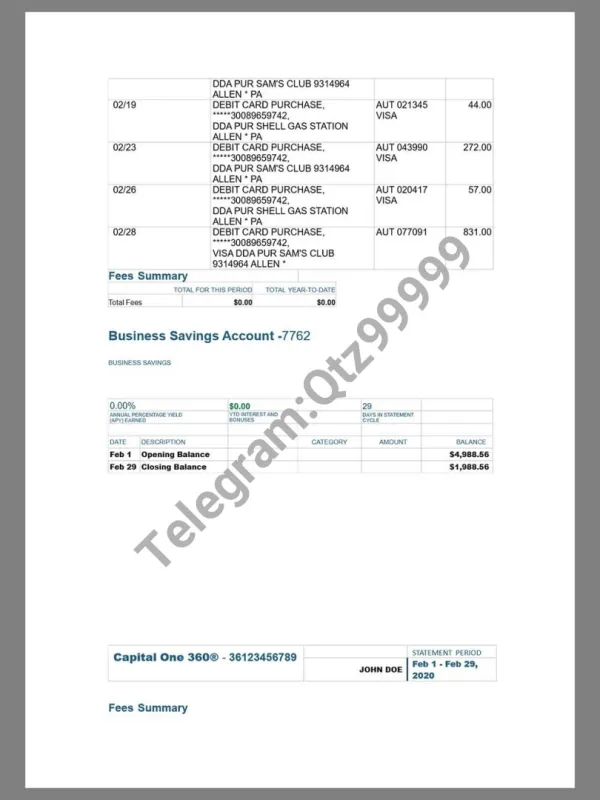 DDA PUR SAM'S CLUB 9314964
ALLEN * PA
02/19 DEBIT CARD PURCHASE, AUT 021345 44.00
*****30089659742, VISA
DDA PUR SHELL GAS STATION
ALLEN * PA
02/23 DEBIT CARD PURCHASE, AUT 043990 272.00
*****30089659742, VISA
DDA PUR SAM'S CLUB 9314964
ALLEN * PA
02/26 DEBIT CARD PURCHASE, AUT 020417 57.00
*****30089659742, VISA
DDA PUR SHELL GAS STATION
ALLEN * PA
02/28 DEBIT CARD PURCHASE, AUT 077091 831.00
*****30089659742,
VISA DDA PUR SAM'S CLUB
9314964 ALLEN *
Fees Summary
TOTAL FOR THIS PERIOD TOTAL YEAR-TO-DATE
Total Fees $0.00 $0.00
Business Savings Account -7762
BUSINESS SAVINGS
0.00% $0.00 29
ANNUAL PERCENTAGE YIELD YTD INTEREST AND DAYS IN STATEMENT
(APY) EARNED BONUSES CYCLE
DATE DESCRIPTION CATEGORY AMOUNT BALANCE
Feb 1 Opening Balance $4,988.56
Feb 29 Closing Balance $1,988.56
Telegram:Qtz99999
Capital One 360® - 36123456789
JOHN DOE
STATEMENT PERIOD
Feb 1 - Feb 29,
2020
Fees Summary